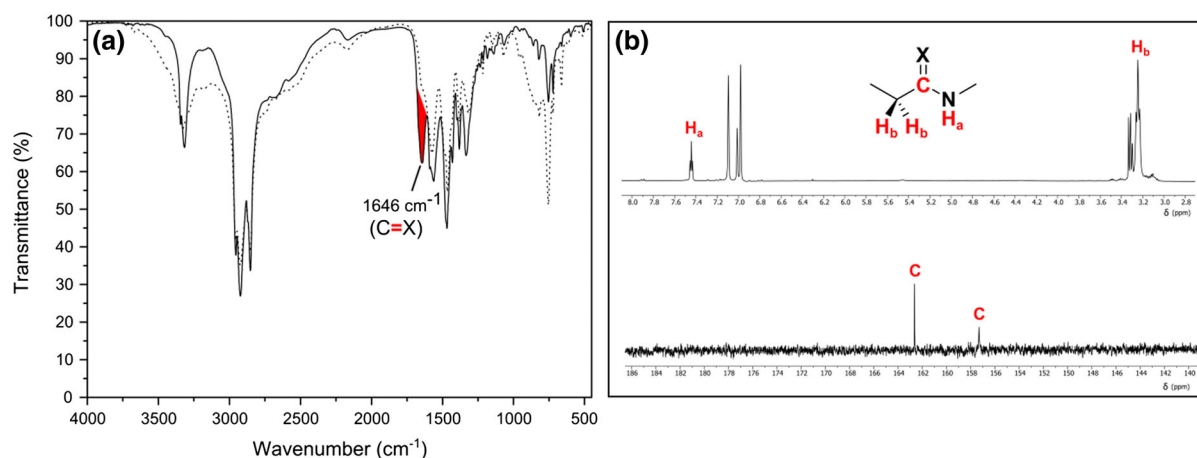 (a)
Transmittance (%)
100
90
80
70
60
50
40
30
20
10
0
1646 cm-1
(C=X)
4000 3500 3000 2500 2000 1500 1000 500
Wavenumber (cm-1)
(b)
X
C
N
Hb Hb Ha
Ha
Hb
8.0 7.8 7.6 7.4 7.2 7.0 6.8 6.6 6.4 6.2 6.0 5.8 5.6 5.4 5.2 5.0 4.8 4.6 4.4 4.2 4.0 3.8 3.6 3.4 3.2 3.0 2.8
δ (ppm)
C
C
186 184 182 180 178 176 174 172 170 168 166 164 162 160 158 156 154 152 150 148 146 144 142 140
δ (ppm)